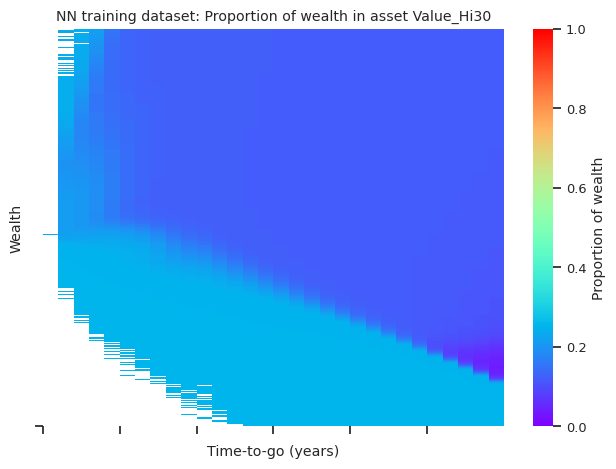 NN training dataset: Proportion of wealth in asset Value_Hi30
Wealth
Time-to-go (years)
1.0
0.8
0.6
0.4
0.2
0.0
Proportion of wealth